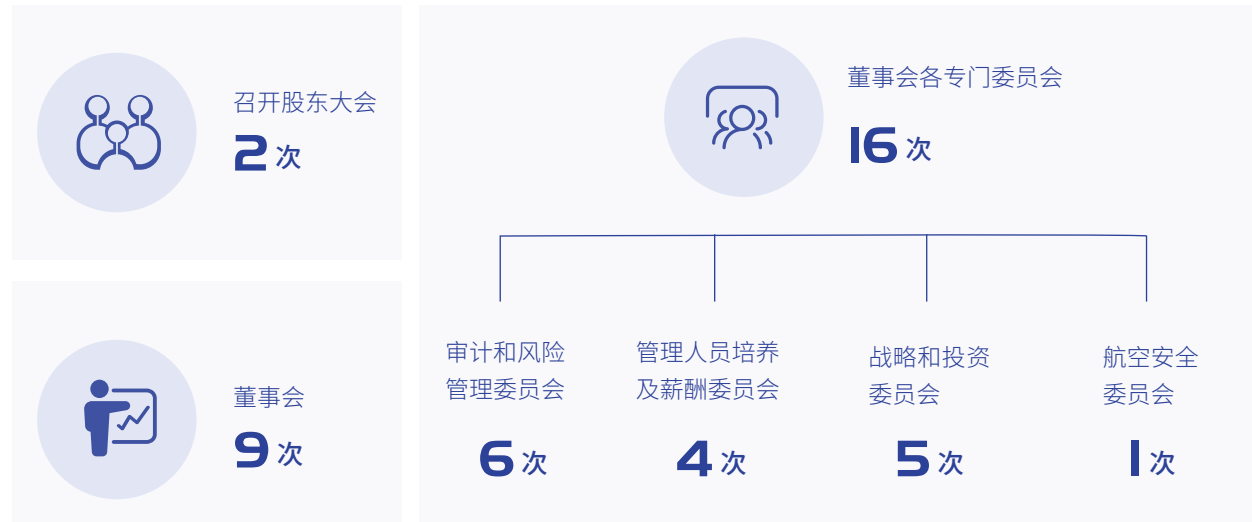 召开股东大会
2 次
董事会
9 次
董事会各专门委员会
16 次
审计和风险
管理委员会
6 次
管理人员培养
及薪酬委员会
4 次
战略和投资
委员会
5 次
航空安全
委员会
1 次